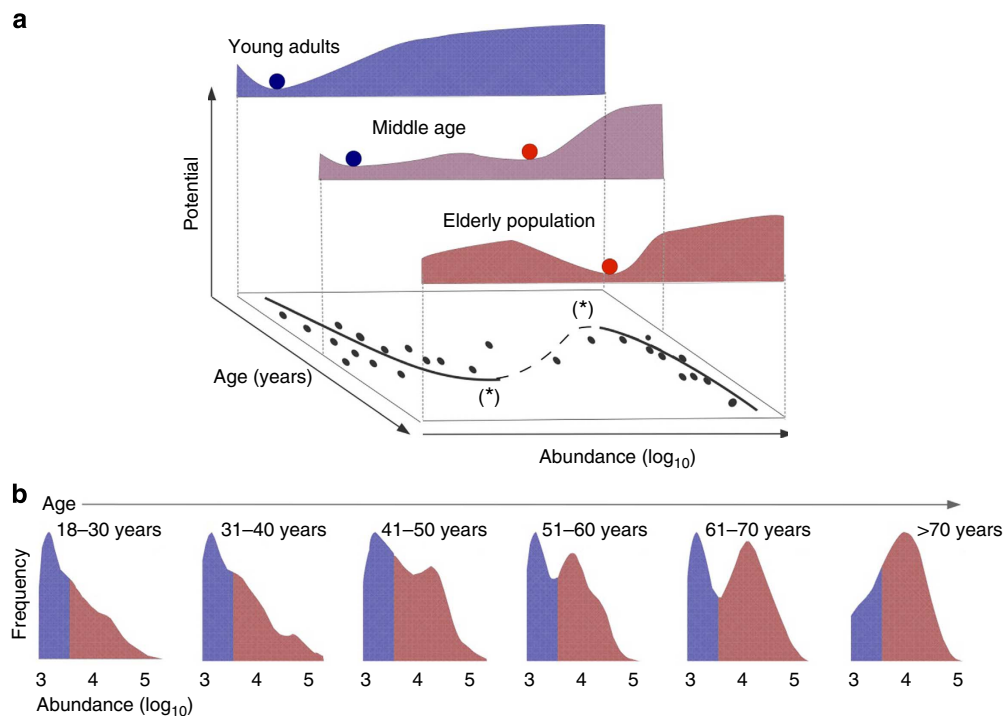 a
Young adults
Middle age
Elderly population
Potential
(*)
Age (years)
(*)
Abundance (log10)
b
Age
18–30 years 31–40 years 41–50 years 51–60 years 61–70 years >70 years
Frequency
3 4 5 3 4 5 3 4 5 3 4 5 3 4 5 3 4 5
Abundance (log10)